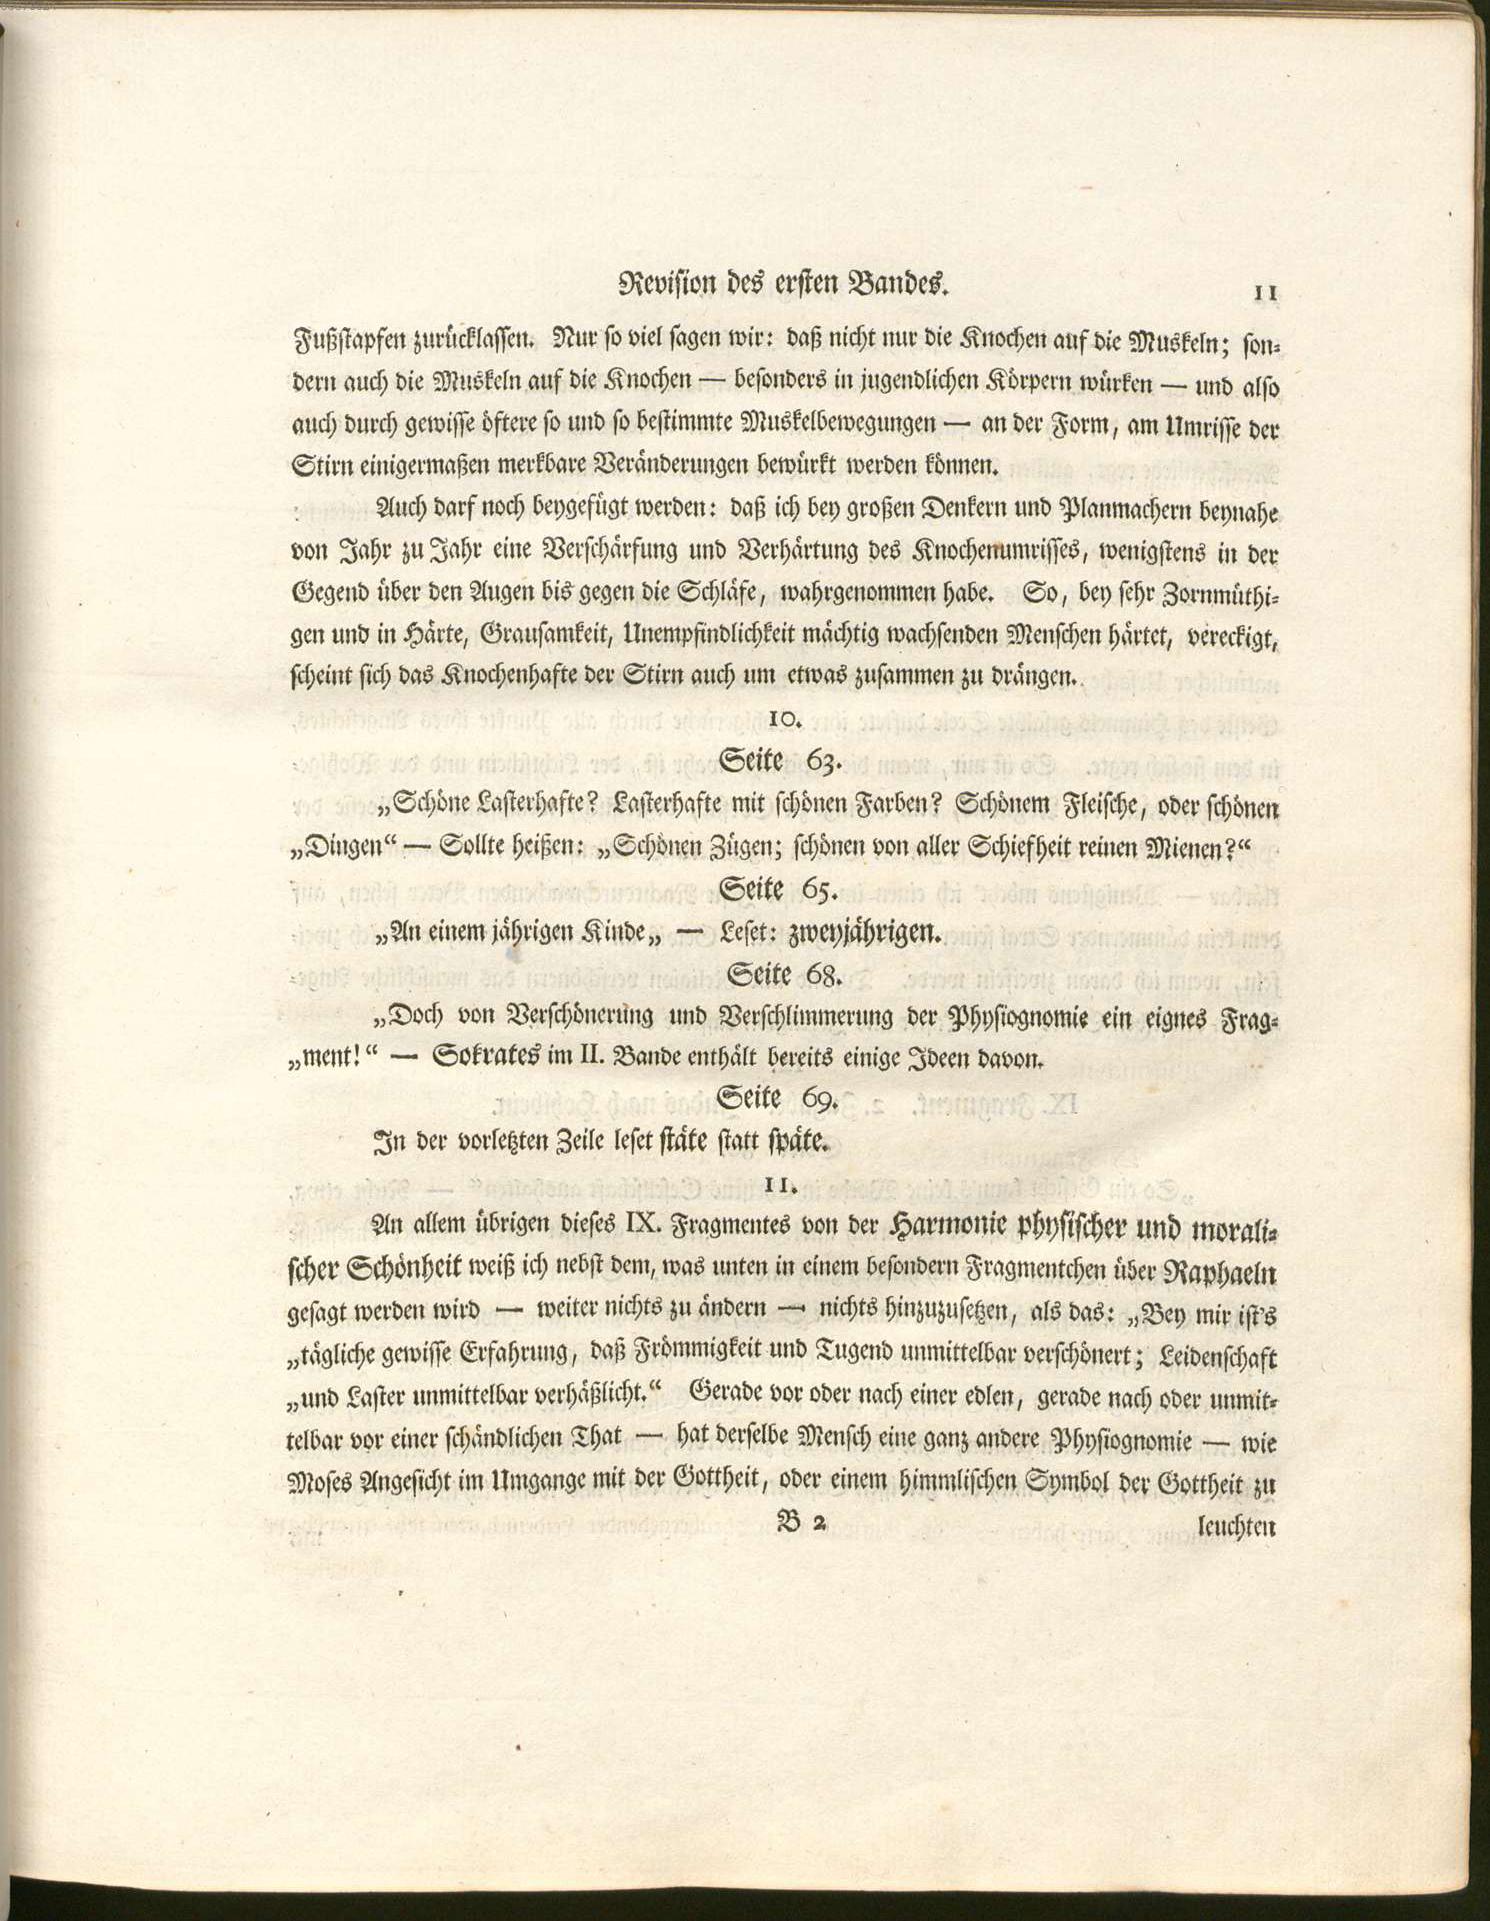 Revision des ersten Bandes. 11
Fußstapfen zurücklassen. Nur so viel sagen wir: daß nicht nur die Knochen auf die Muskeln; son-
dern auch die Muskeln auf die Knochen — besonders in jugendlichen Körpern würken — und also
auch durch gewisse öftere so und so bestimmte Muskelbewegungen — an der Form, am Umrisse der
Stirn einigermaßen merkbare Veränderungen bewürkt werden können.
Auch darf noch beygefügt werden: daß ich bey großen Denkern und Planmachern beynahe
von Jahr zu Jahr eine Verschärfung und Verhärtung des Knochenumrisses, wenigstens in der
Gegend über den Augen bis gegen die Schläfe, wahrgenommen habe. So, bey sehr Zornmüthi-
gen und in Härte, Grausamkeit, Unempfindlichkeit mächtig wachsenden Menschen härtet, vereckigt,
scheint sich das Knochenhafte der Stirn auch um etwas zusammen zu drängen.
10.
Seite 63.
„Schöne Lasterhafte? Lasterhafte mit schönen Farben? Schönem Fleische, oder schönen
„Dingen“ — Sollte heißen: „Schönen Zügen; schönen von aller Schiefheit reinen Mienen?“
Seite 65.
„An einem jährigen Kinde„ — Leset: zweyjährigen.
Seite 68.
„Doch von Verschönerung und Verschlimmerung der Physiognomie ein eignes Frag-
„ment!“ — Sokrates im II. Bande enthält bereits einige Ideen davon.
Seite 69.
In der vorletzten Zeile leset stäte statt späte.
11.
An allem übrigen dieses IX. Fragmentes von der Harmonie physischer und morali-
scher Schönheit weiß ich nebst dem, was unten in einem besondern Fragmentchen über Raphaeln
gesagt werden wird — weiter nichts zu ändern — nichts hinzuzusetzen, als das: „Bey mir ist's
„tägliche gewisse Erfahrung, daß Frömmigkeit und Tugend unmittelbar verschönert; Leidenschaft
„und Laster unmittelbar verhäßlicht.“ Gerade vor oder nach einer edlen, gerade nach oder unmit-
telbar vor einer schändlichen That — hat derselbe Mensch eine ganz andere Physiognomie — wie
Moses Angesicht im Umgange mit der Gottheit, oder einem himmlischen Symbol der Gottheit zu
B 2 leuchten